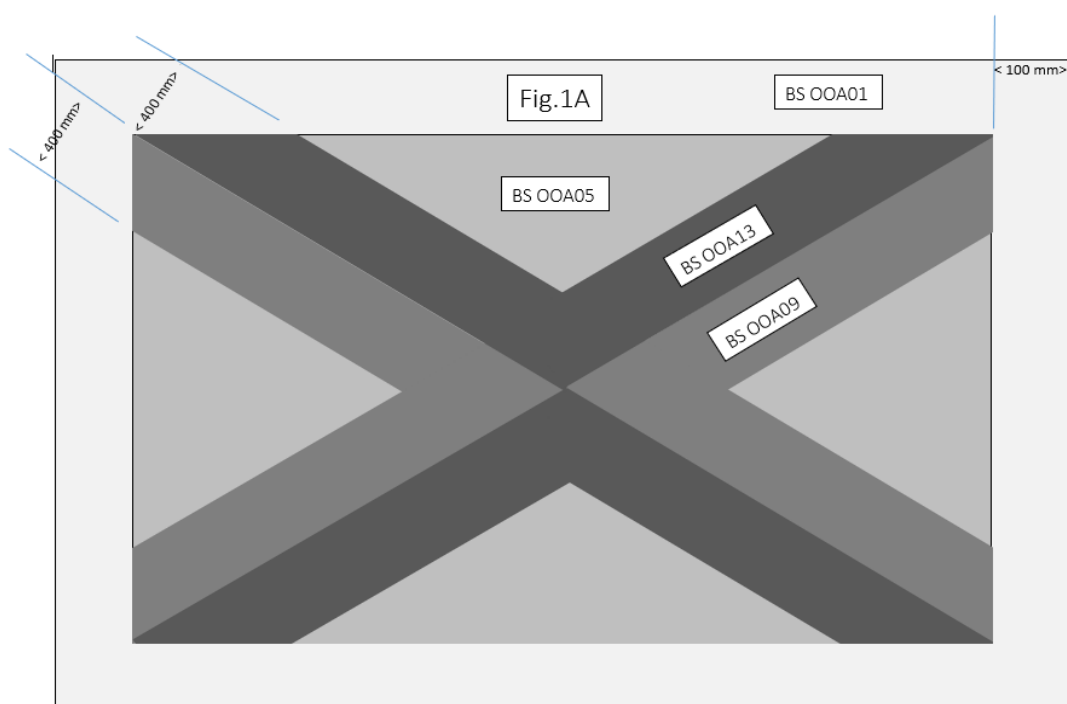 < 100 mm>
< 400 mm>
< 400 mm>
Fig.1A
BS OOA01
BS OOA05
BS OOA13
BS OOA09